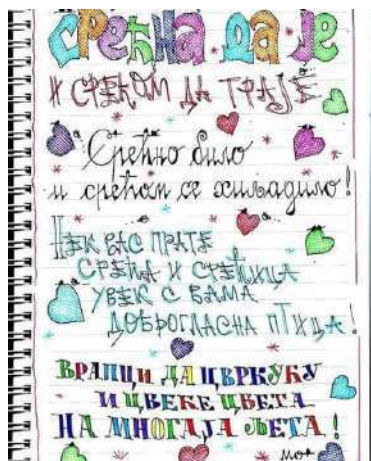 СРЕЋНА ДА ЈЕ
И СРЕЋОМ ДА ТРАЈЕ
Срећно било
и срећом се хиљадило!
НЕК ВАС ПРАТЕ
СРЕЋА И СРЕЋИЦА
УВЕК С ВАМА
ДОБРОГЛАСНА ПТИЦА!
ВРАПЦИ ДА ЦВРКУЋУ
И ЦВЕЋЕ ЦВЕТА
НА МНОГАЈА ЉЕТА!